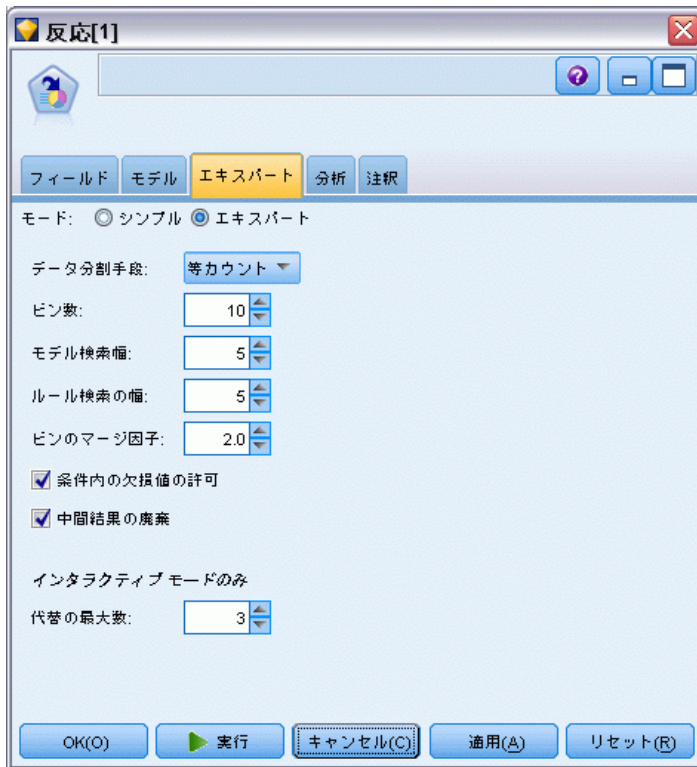 反応[1]
フィールド モデル エキスパート 分析 注釈
モード: シンプル エキスパート
データ分割手段: 等カウント
ビン数: 10
モデル検索幅: 5
ルール検索の幅: 5
ビンのマージ因子: 2.0
条件内の欠損値の許可
中間結果の廃棄
インタラクティブ モードのみ
代替の最大数: 3
OK(O) 実行 キャンセル(C) 適用(A) リセット(R)